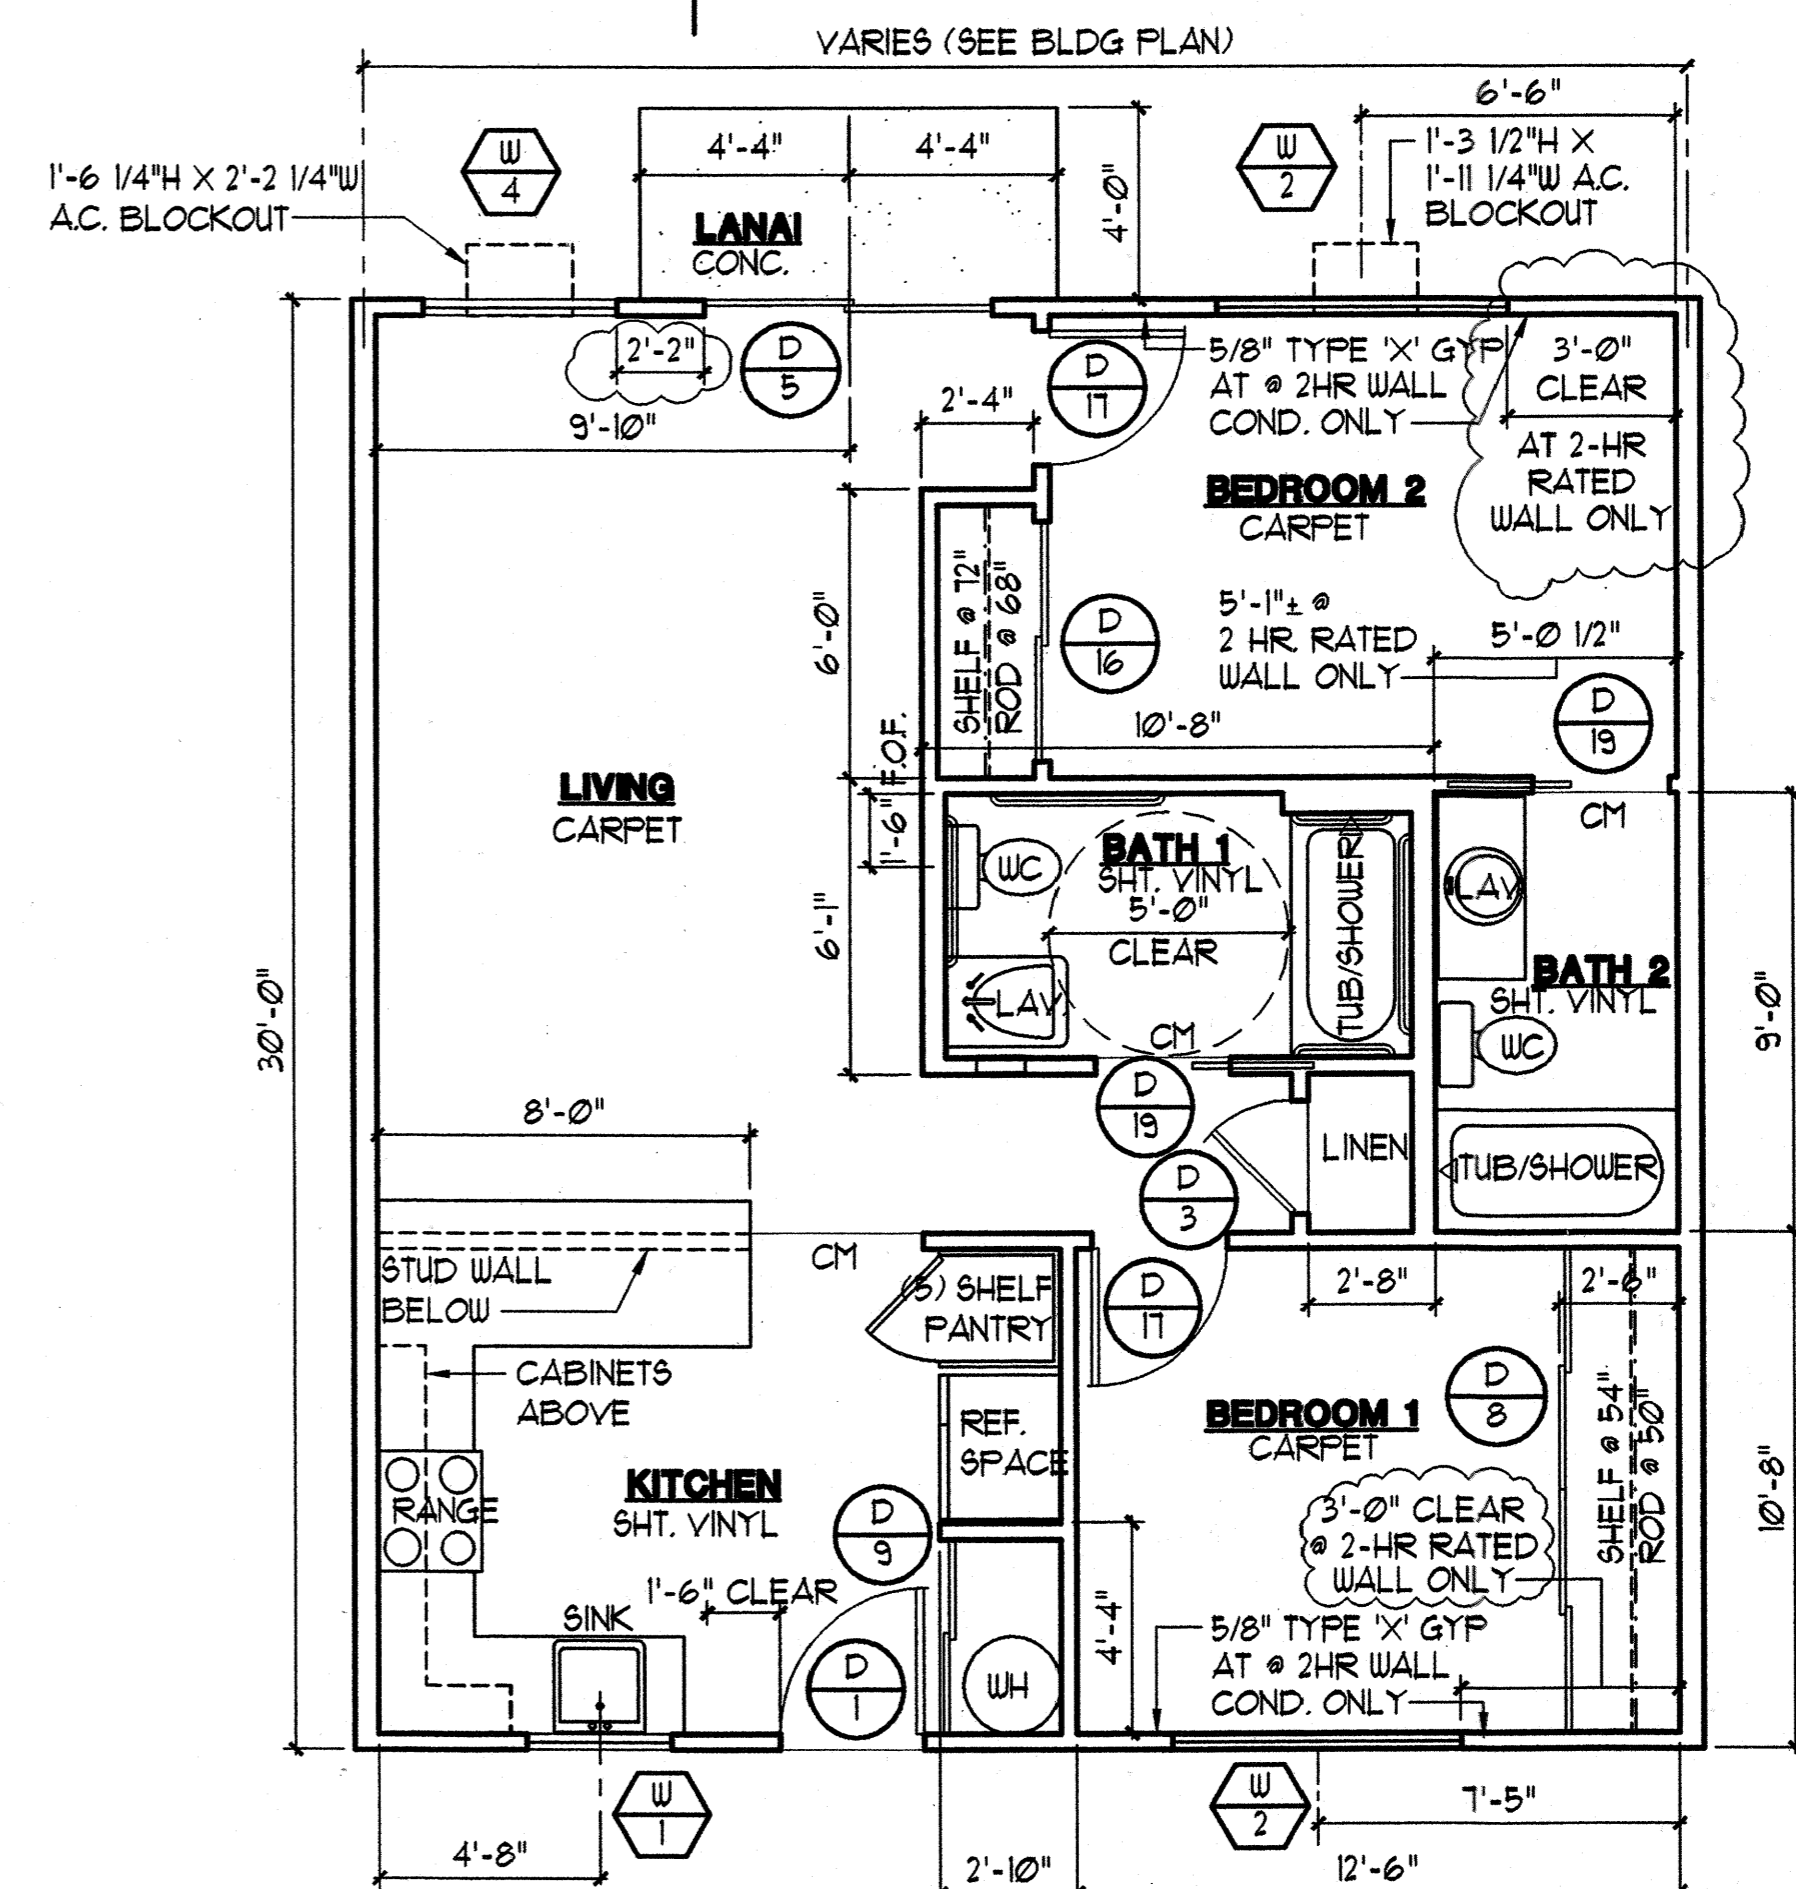 VARIES (SEE BLDG PLAN)
6'-6"
W
4
4'-4"
4'-4"
4'-0"
W
2
1'-3 1/2"H X
1'-11 1/4"W A.C.
BLOCKOUT
1'-6 1/4"H X 2'-2 1/4"W
A.C. BLOCKOUT
LANAI
CONC.
2'-2"
D
5
9'-10"
2'-4"
D
17
5/8" TYPE 'X' GYP
AT @ 2HR WALL
COND. ONLY
3'-0"
CLEAR
AT 2-HR
RATED
WALL ONLY
BEDROOM 2
CARPET
6'-0"
SHELF @ 72"
ROD @ 68"
D
16
5'-1"± @
2 HR. RATED
WALL ONLY
5'-0 1/2"
D
19
10'-8"
LIVING
CARPET
1'-6" F.O.F.
6'-1"
WC
BATH 1
SHT. VINYL
5'-0"
CLEAR
LAV.
CM
TUB/SHOWER
CM
LAV
BATH 2
SHT. VINYL
WC
TUB/SHOWER
9'-0"
30'-0"
8'-0"
D
19
D
3
LINEN
CM
STUD WALL
BELOW
(5) SHELF
PANTRY
D
17
2'-8"
2'-6"
CABINETS
ABOVE
REF.
SPACE
BEDROOM 1
CARPET
D
8
SHELF @ 54"
ROD @ 50"
10'-8"
RANGE
KITCHEN
SHT. VINYL
D
9
3'-0" CLEAR
@ 2-HR RATED
WALL ONLY
1'-6" CLEAR
SINK
D
1
WH
4'-4"
5/8" TYPE 'X' GYP
AT @ 2HR WALL
COND. ONLY
W
1
W
2
7'-5"
4'-8"
2'-10"
12'-6"